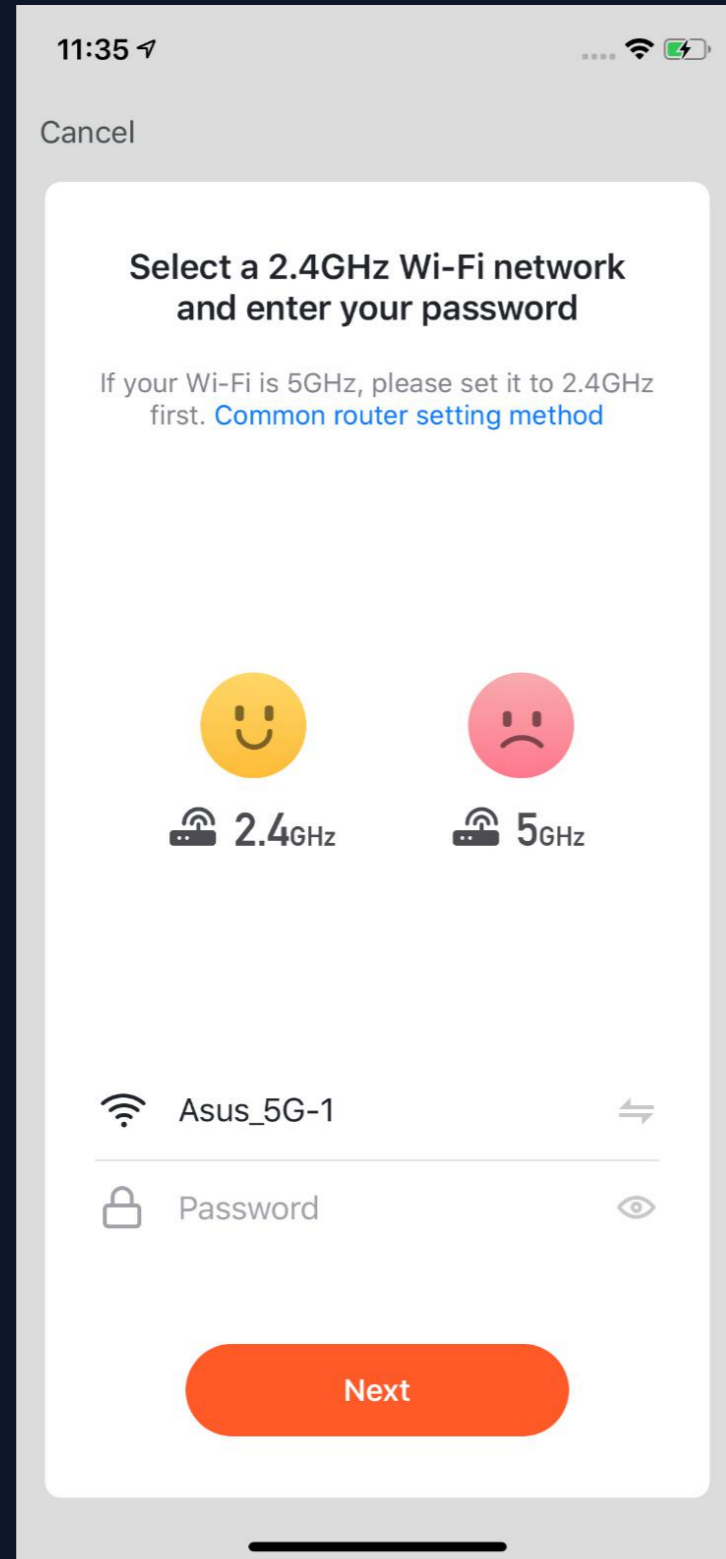 11:35
Cancel
Select a 2.4GHz Wi-Fi network
and enter your password
If your Wi-Fi is 5GHz, please set it to 2.4GHz
first. Common router setting method
2.4GHz
5GHz
Asus_5G-1
Password
Next